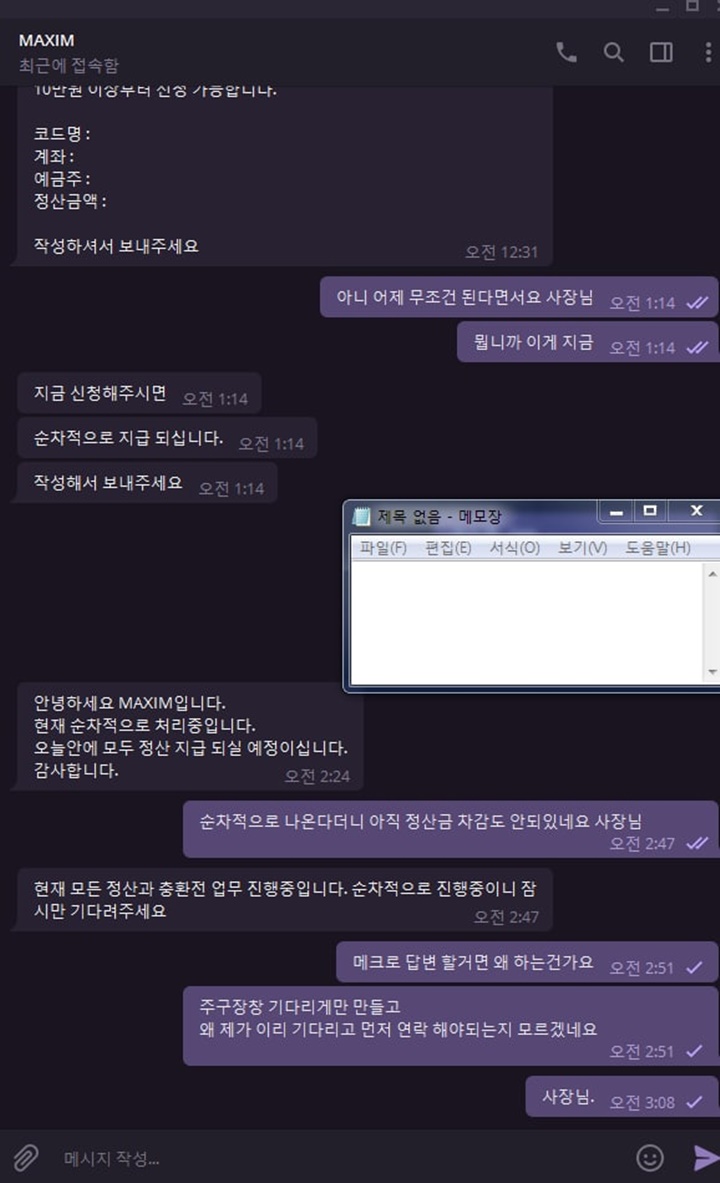 MAXIM
최근에 접속함
10만원 이상부터 신청 가능합니다.
코드명 :
계좌 :
예금주 :
정산금액 :
작성하셔서 보내주세요
오전 12:31
아니 어제 무조건 된다면서요 사장님
오전 1:14
뭡니까 이게 지금
오전 1:14
지금 신청해주시면
오전 1:14
순차적으로 지급 되십니다.
오전 1:14
작성해서 보내주세요
오전 1:14
제목 없음 - 메모장
파일(F) 편집(E) 서식(O) 보기(V) 도움말(H)
안녕하세요 MAXIM입니다.
현재 순차적으로 처리중입니다.
오늘안에 모두 정산 지급 되실 예정이십니다.
감사합니다.
오전 2:24
순차적으로 나온다더니 아직 정산금 차감도 안되있네요 사장님
오전 2:47
현재 모든 정산과 충환전 업무 진행중입니다. 순차적으로 진행중이니 잠
시만 기다려주세요
오전 2:47
메크로 답변 할거면 왜 하는건가요
오전 2:51
주구장창 기다리게만 만들고
왜 제가 이리 기다리고 먼저 연락 해야되는지 모르겠네요
오전 2:51
사장님.
오전 3:08
메시지 작성...